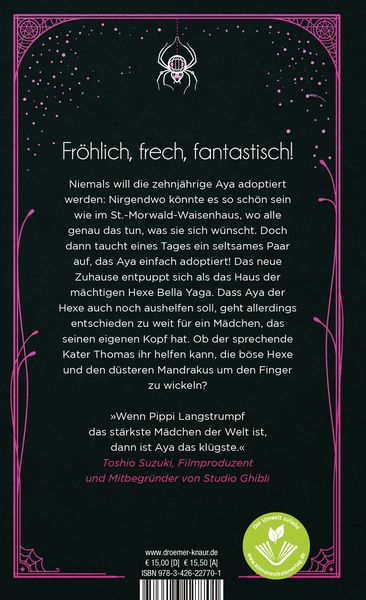 Fröhlich, frech, fantastisch!
Niemals will die zehnjährige Aya adoptiert
werden: Nirgendwo könnte es so schön sein
wie im St.-Morwald-Waisenhaus, wo alle
genau das tun, was sie sich wünscht. Doch
dann taucht eines Tages ein seltsames Paar
auf, das Aya einfach adoptiert! Das neue
Zuhause entpuppt sich als das Haus der
mächtigen Hexe Bella Yaga. Dass Aya der
Hexe auch noch aushelfen soll, geht allerdings
entschieden zu weit für ein Mädchen, das
seinen eigenen Kopf hat. Ob der sprechende
Kater Thomas ihr helfen kann, die böse Hexe
und den düsteren Mandrakus um den Finger
zu wickeln?
»Wenn Pippi Langstrumpf
das stärkste Mädchen der Welt ist,
dann ist Aya das klügste.«
Toshio Suzuki, Filmproduzent
und Mitbegründer von Studio Ghibli
Der Umwelt zuliebe
www.klimaneutralerverlag.de
www.droemer-knaur.de
€ 15,00 [D] € 15,50 [A]
ISBN 978-3-426-22770-1